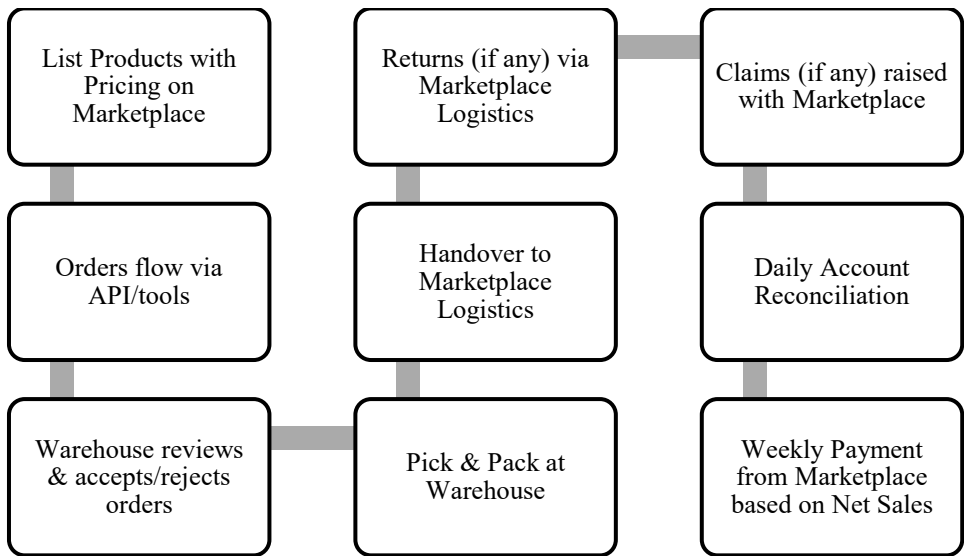 List Products with
Pricing on
Marketplace
Orders flow via
API/tools
Warehouse reviews
& accepts/rejects
orders
Pick & Pack at
Warehouse
Handover to
Marketplace
Logistics
Returns (if any) via
Marketplace
Logistics
Claims (if any) raised
with Marketplace
Daily Account
Reconciliation
Weekly Payment
from Marketplace
based on Net Sales